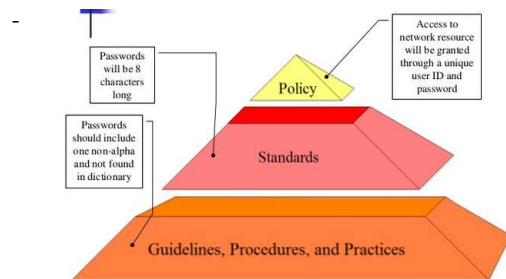 -
Access to
network resource
will be granted
through a unique
user ID and
password
Passwords
will be 8
characters
long
Policy
Passwords
should include
one non-alpha
and not found
in dictionary
Standards
Guidelines, Procedures, and Practices